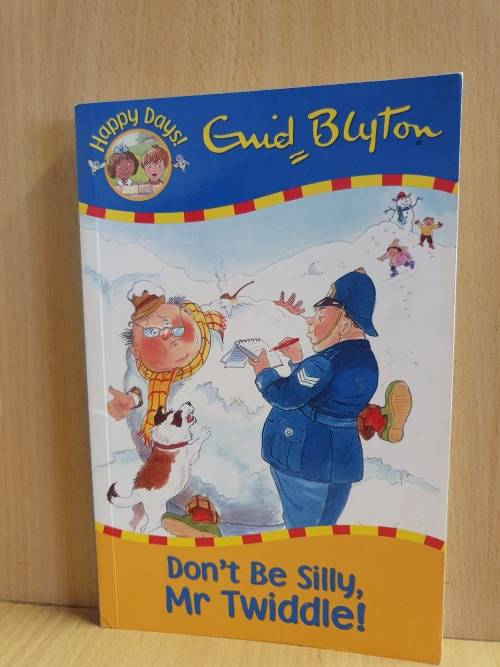 Happy Days!
Enid Blyton
Don't Be Silly,
Mr Twiddle!